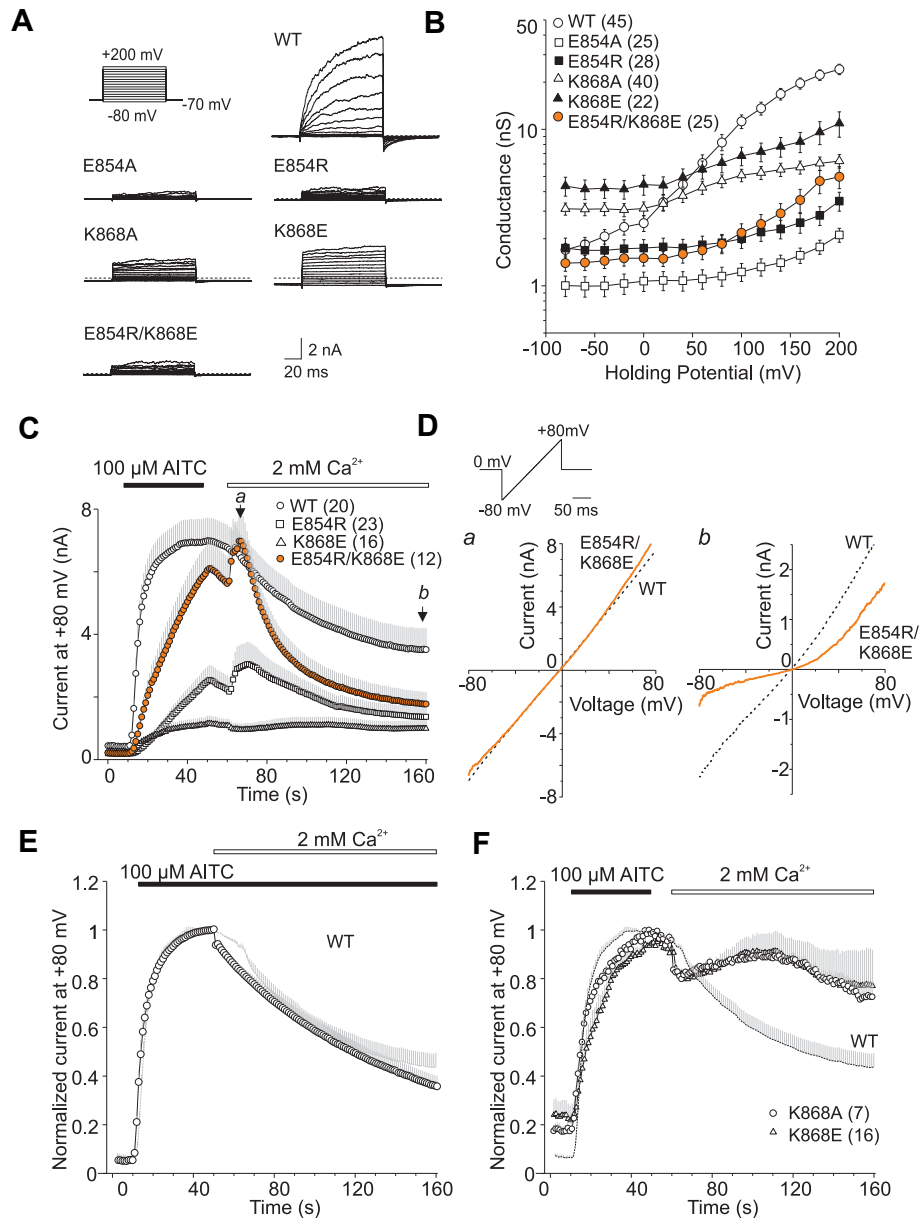 A
+200 mV
-80 mV
-70 mV
WT
E854A
E854R
K868A
K868E
E854R/K868E
2 nA
20 ms
B
WT (45)
E854A (25)
E854R (28)
K868A (40)
K868E (22)
E854R/K868E (25)
Conductance (nS)
50
10
1
-100
-50
0
50
100
150
200
Holding Potential (mV)
C
100 µM AITC
2 mM Ca²⁺
a
b
WT (20)
E854R (23)
K868E (16)
E854R/K868E (12)
Current at +80 mV (nA)
8
4
0
0
40
80
120
160
Time (s)
D
+80mV
0 mV
-80 mV
50 ms
a
E854R/
K868E
WT
Current (nA)
8
4
0
-4
-8
-80
80
Voltage (mV)
b
WT
E854R/
K868E
Current (nA)
2
1
0
-1
-2
-80
80
Voltage (mV)
E
2 mM Ca²⁺
100 µM AITC
WT
Normalized current at +80 mV
1.2
1
0.8
0.6
0.4
0.2
0
0
40
80
120
160
Time (s)
F
100 µM AITC
2 mM Ca²⁺
WT
K868A (7)
K868E (16)
Normalized current at +80 mV
1.2
1
0.8
0.6
0.4
0.2
0
0
40
80
120
160
Time (s)